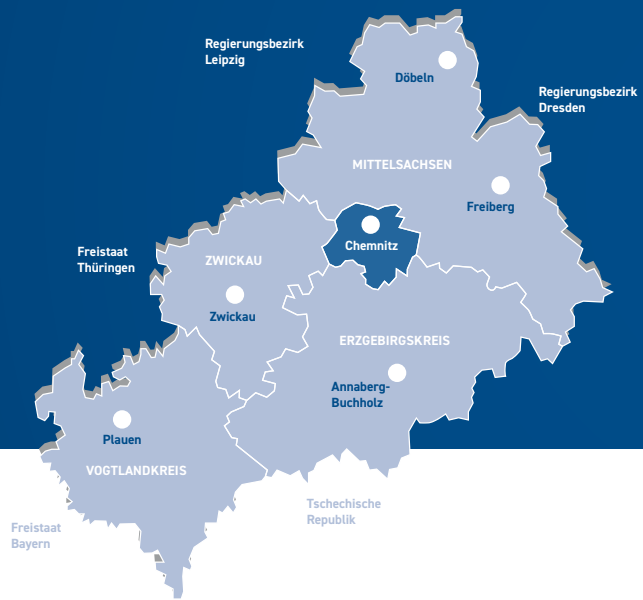 Regierungsbezirk
Leipzig
Döbeln
Regierungsbezirk
Dresden
MITTELSACHSEN
Freiberg
Chemnitz
Freistaat
Thüringen
ZWICKAU
Zwickau
ERZGEBIRGSKREIS
Annaberg-
Buchholz
Plauen
VOGTLANDKREIS
Tschechische
Republik
Freistaat
Bayern